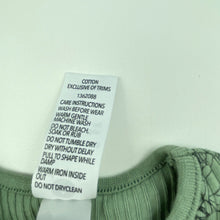 COTTON
EXCLUSIVE OF TRIMS
1362088
CARE INSTRUCTIONS
WASH BEFORE WEAR
WARM GENTLE
MACHINE WASH
DO NOT BLEACH.
SOAK OR RUB
DO NOT TUMBLE DRY
DRY WITHOUT DELAY
PULL TO SHAPE WHILE
DAMP
WARM IRON INSIDE
OUT
DO NOT DRYCLEAN